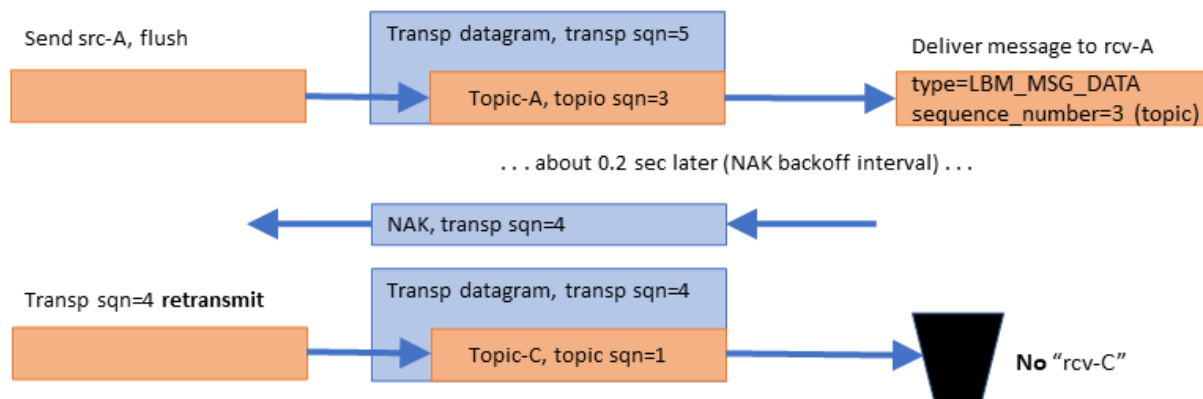 Send src-A, flush
Transp datagram, transp sqn=5
Deliver message to rcv-A
Topic-A, topio sqn=3
type=LBM_MSG_DATA
sequence_number=3 (topic)
. . . about 0.2 sec later (NAK backoff interval) . . .
NAK, transp sqn=4
Transp sqn=4 retransmit
Transp datagram, transp sqn=4
Topic-C, topic sqn=1
No “rcv-C”